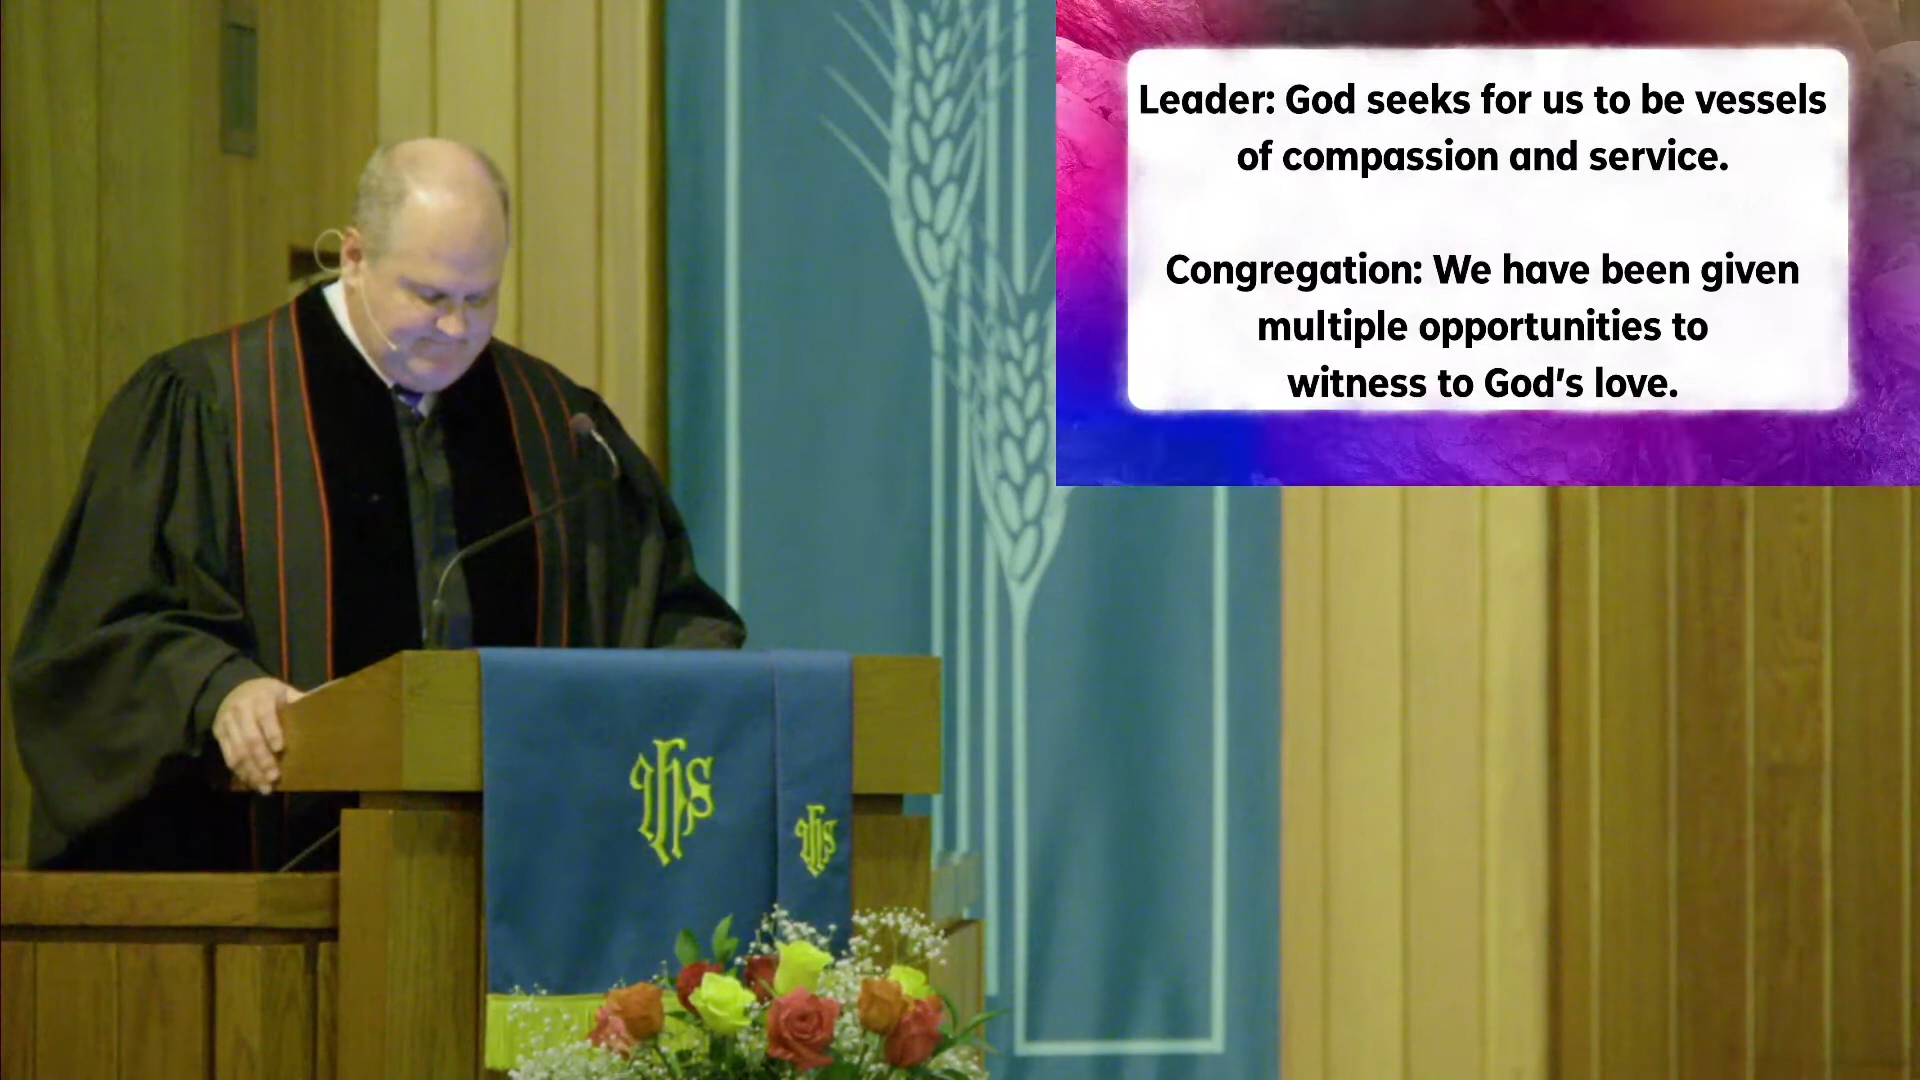 Leader: God seeks for us to be vessels
of compassion and service.
Congregation: We have been given
multiple opportunities to
witness to God's love.
IHS
IHS